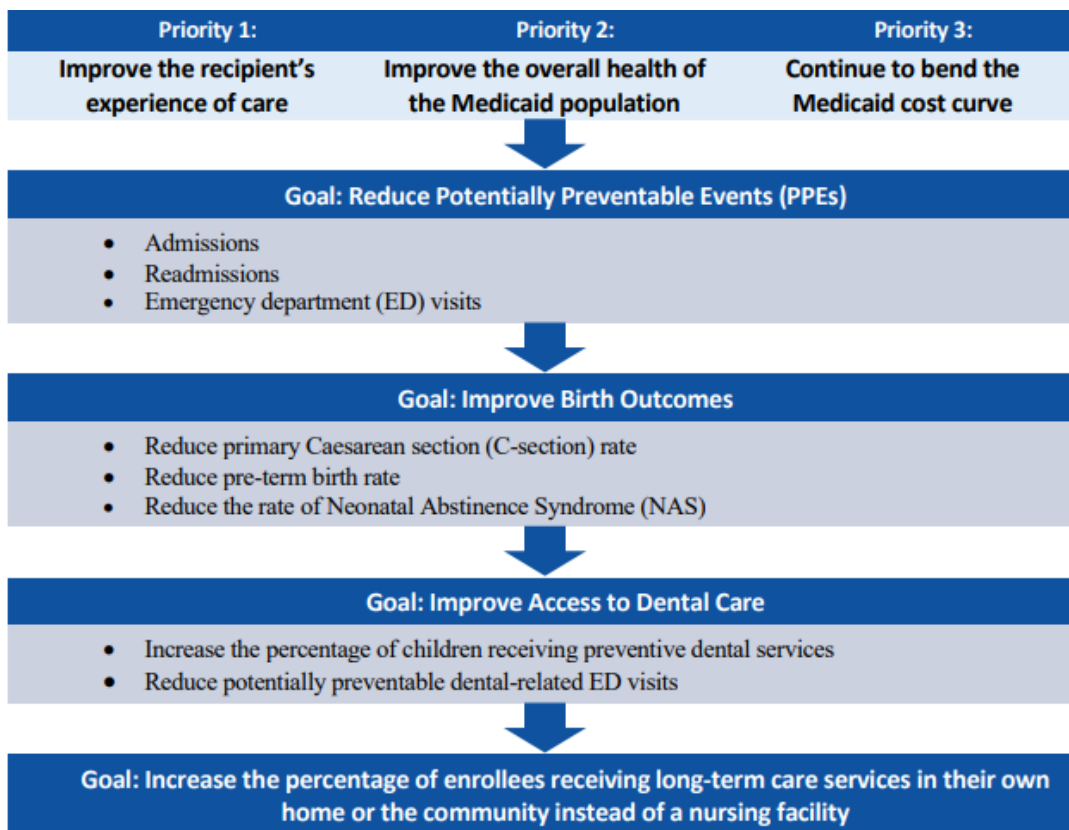 Priority 1:
Priority 2:
Priority 3:
Improve the recipient’s
experience of care
Improve the overall health of
the Medicaid population
Continue to bend the
Medicaid cost curve
Goal: Reduce Potentially Preventable Events (PPEs)
• Admissions
• Readmissions
• Emergency department (ED) visits
Goal: Improve Birth Outcomes
• Reduce primary Caesarean section (C-section) rate
• Reduce pre-term birth rate
• Reduce the rate of Neonatal Abstinence Syndrome (NAS)
Goal: Improve Access to Dental Care
• Increase the percentage of children receiving preventive dental services
• Reduce potentially preventable dental-related ED visits
Goal: Increase the percentage of enrollees receiving long-term care services in their own
home or the community instead of a nursing facility